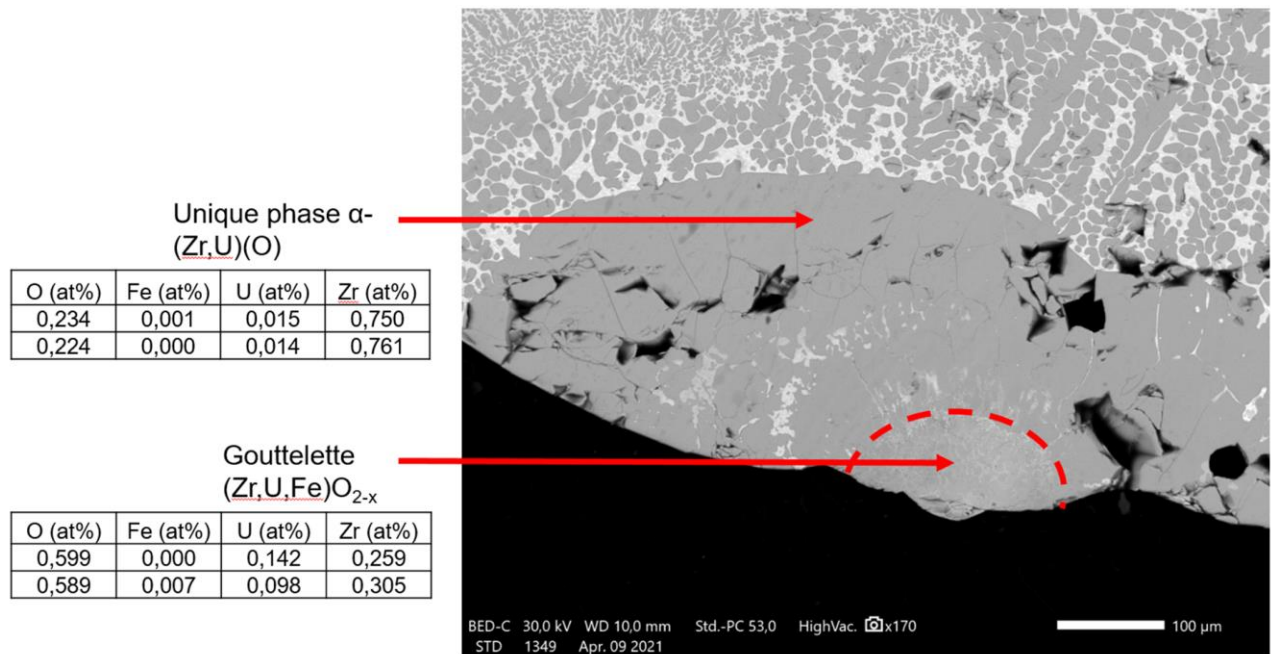 Unique phase α-
(Zr,U)(O)
O (at%) Fe (at%) U (at%) Zr (at%)
0,234 0,001 0,015 0,750
0,224 0,000 0,014 0,761
Gouttelette
(Zr,U,Fe)O₂₋ₓ
O (at%) Fe (at%) U (at%) Zr (at%)
0,599 0,000 0,142 0,259
0,589 0,007 0,098 0,305
BED-C 30,0 kV WD 10,0 mm Std.-PC 53,0 HighVac. x170 100 µm
STD 1349 Apr. 09 2021